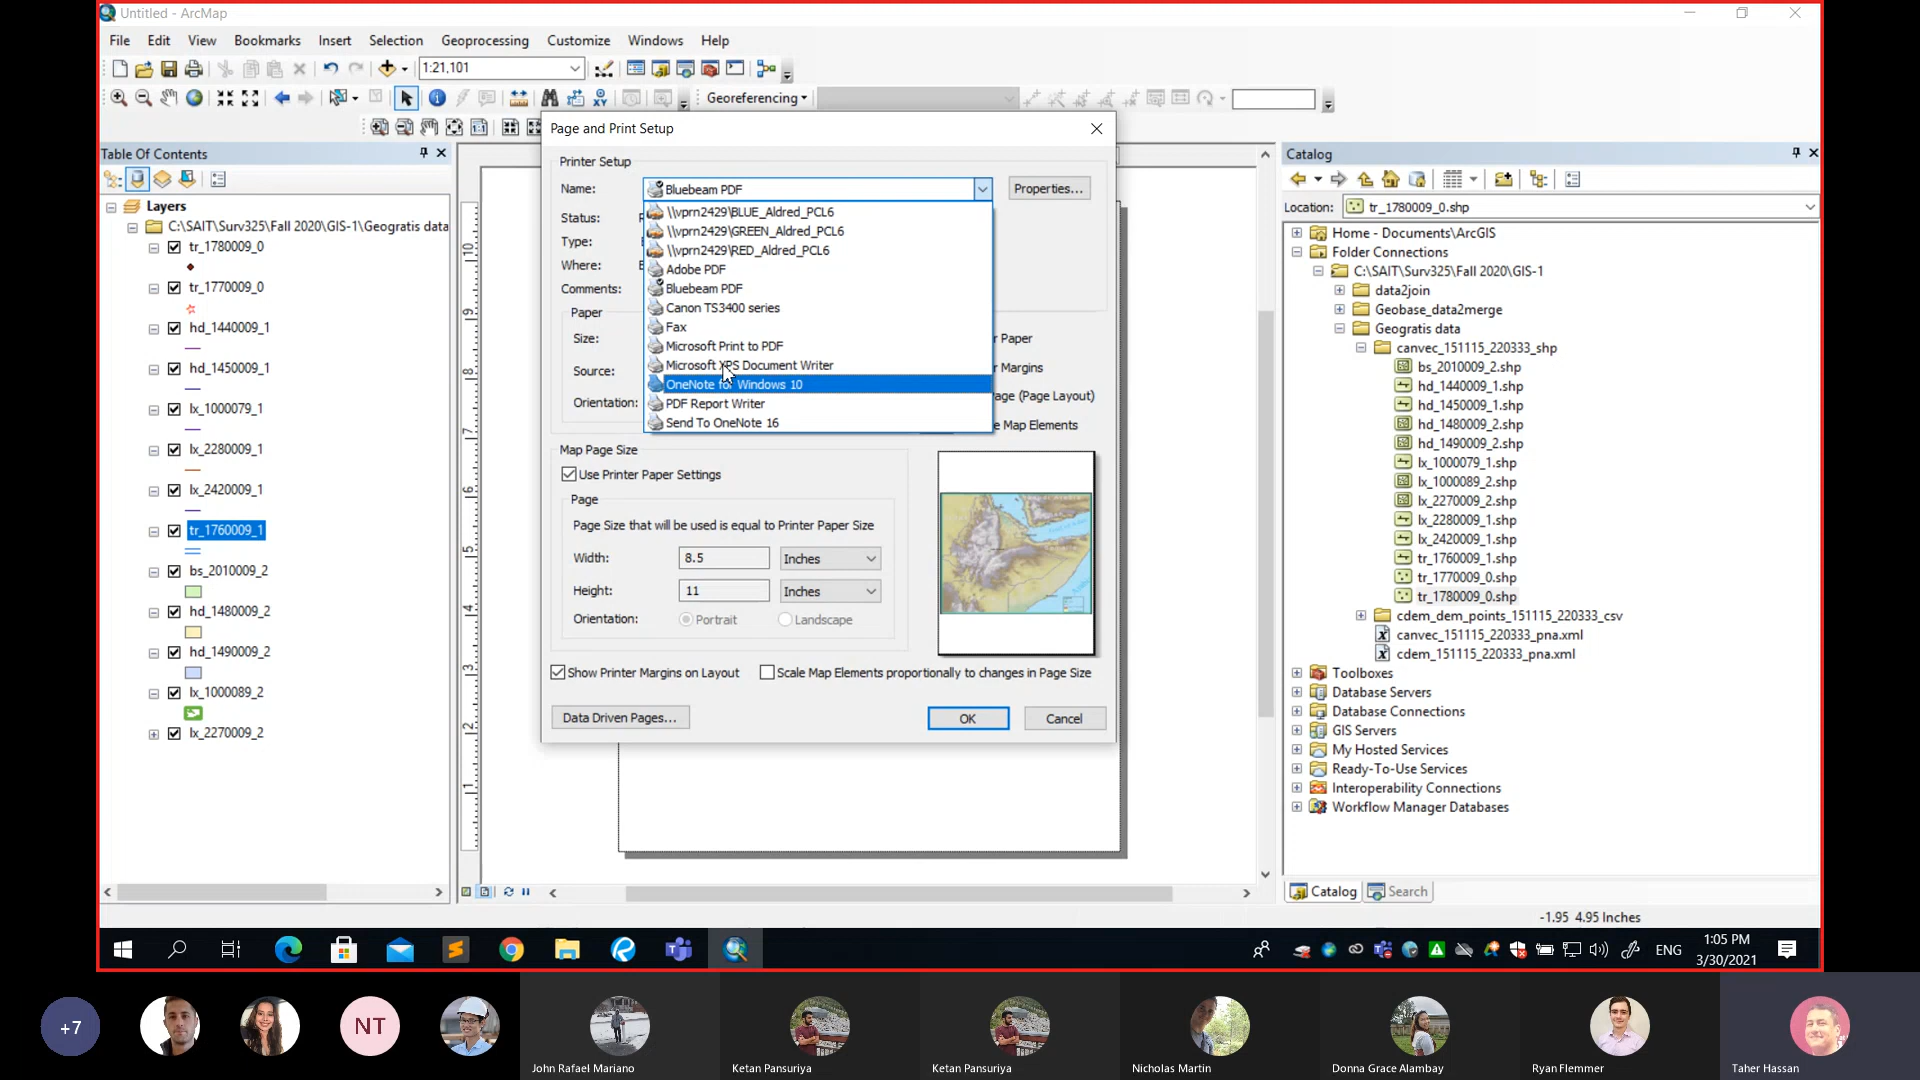 Untitled - ArcMap
File Edit View Bookmarks Insert Selection Geoprocessing Customize Windows Help
1:21,101
Georeferencing
Table Of Contents
Layers
C:\SAIT\Surv325\Fall 2020\GIS-1\Geogratis data
tr_1780009_0
tr_1770009_0
hd_1440009_1
hd_1450009_1
lx_1000079_1
lx_2280009_1
lx_2420009_1
tr_1760009_1
bs_2010009_2
hd_1480009_2
hd_1490009_2
lx_1000089_2
lx_2270009_2
10
9
8
7
6
5
4
3
2
1
Page and Print Setup
Printer Setup
Name: Bluebeam PDF Properties...
Status:
Type:
Where:
Comments:
\\vprn2429\BLUE_Aldred_PCL6
\\vprn2429\GREEN_Aldred_PCL6
\\vprn2429\RED_Aldred_PCL6
Adobe PDF
Bluebeam PDF
Canon TS3400 series
Fax
Microsoft Print to PDF
Microsoft XPS Document Writer
OneNote for Windows 10
PDF Report Writer
Send To OneNote 16
Paper
Size:
Source:
Orientation:
r Paper
r Margins
age (Page Layout)
e Map Elements
Map Page Size
Use Printer Paper Settings
Page
Page Size that will be used is equal to Printer Paper Size
Width: 8.5 Inches
Height: 11 Inches
Orientation: Portrait Landscape
Show Printer Margins on Layout
Scale Map Elements proportionally to changes in Page Size
Data Driven Pages... OK Cancel
Catalog
Location: tr_1780009_0.shp
Home - Documents\ArcGIS
Folder Connections
C:\SAIT\Surv325\Fall 2020\GIS-1
data2join
Geobase_data2merge
Geogratis data
canvec_151115_220333_shp
bs_2010009_2.shp
hd_1440009_1.shp
hd_1450009_1.shp
hd_1480009_2.shp
hd_1490009_2.shp
lx_1000079_1.shp
lx_1000089_2.shp
lx_2270009_2.shp
lx_2280009_1.shp
lx_2420009_1.shp
tr_1760009_1.shp
tr_1770009_0.shp
tr_1780009_0.shp
cdem_dem_points_151115_220333_csv
canvec_151115_220333_pna.xml
cdem_151115_220333_pna.xml
Toolboxes
Database Servers
Database Connections
GIS Servers
My Hosted Services
Ready-To-Use Services
Interoperability Connections
Workflow Manager Databases
Catalog Search
-1.95 4.95 Inches
ENG
1:05 PM
3/30/2021
+7
NT
John Rafael Mariano
Ketan Pansuriya
Ketan Pansuriya
Nicholas Martin
Donna Grace Alambay
Ryan Flemmer
Taher Hassan